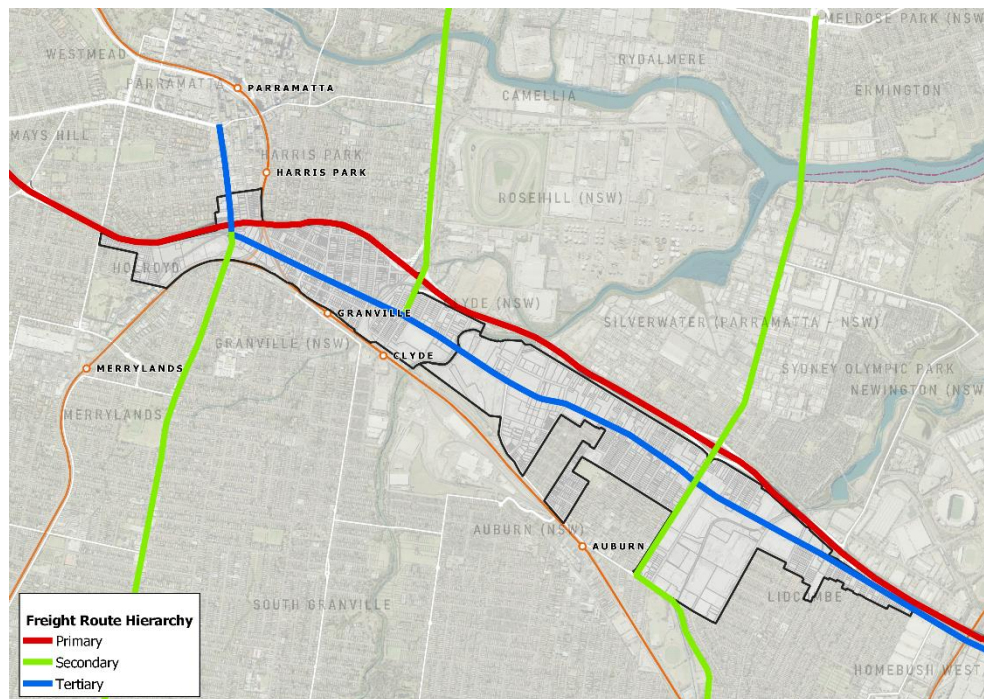 MELROSE PARK (NSW)
WESTMEAD
RYDALMERE
PARRAMATTA
PARRAMATTA
CAMELLIA
ERMINGTON
MAYS HILL
HARRIS PARK
HARRIS PARK
ROSEHILL (NSW)
HOLROYD
CLYDE (NSW)
GRANVILLE
SILVERWATER (PARRAMATTA - NSW)
GRANVILLE (NSW)
CLYDE
MERRYLANDS
SYDNEY OLYMPIC PARK
NEWINGTON (NSW
MERRYLANDS
AUBURN (NSW)
AUBURN
SOUTH GRANVILLE
LIDCOMBE
HOMEBUSH WEST
Freight Route Hierarchy
Primary
Secondary
Tertiary